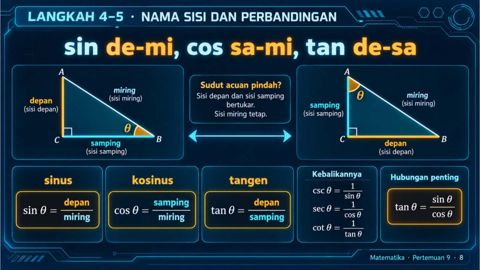 LANGKAH 4–5 · NAMA SISI DAN PERBANDINGAN
sin de-mi, cos sa-mi, tan de-sa
A
depan
(sisi depan)
miring
(sisi miring)
θ
C
samping
(sisi samping)
B
Sudut acuan pindah?
Sisi depan dan sisi samping
bertukar.
Sisi miring tetap.
A
θ
samping
(sisi samping)
miring
(sisi miring)
C
depan
(sisi depan)
B
sinus
sin θ = depan / miring
kosinus
cos θ = samping / miring
tangen
tan θ = depan / samping
Kebalikannya
csc θ = 1 / sin θ
sec θ = 1 / cos θ
cot θ = 1 / tan θ
Hubungan penting
tan θ = sin θ / cos θ
Matematika · Pertemuan 9 · 8